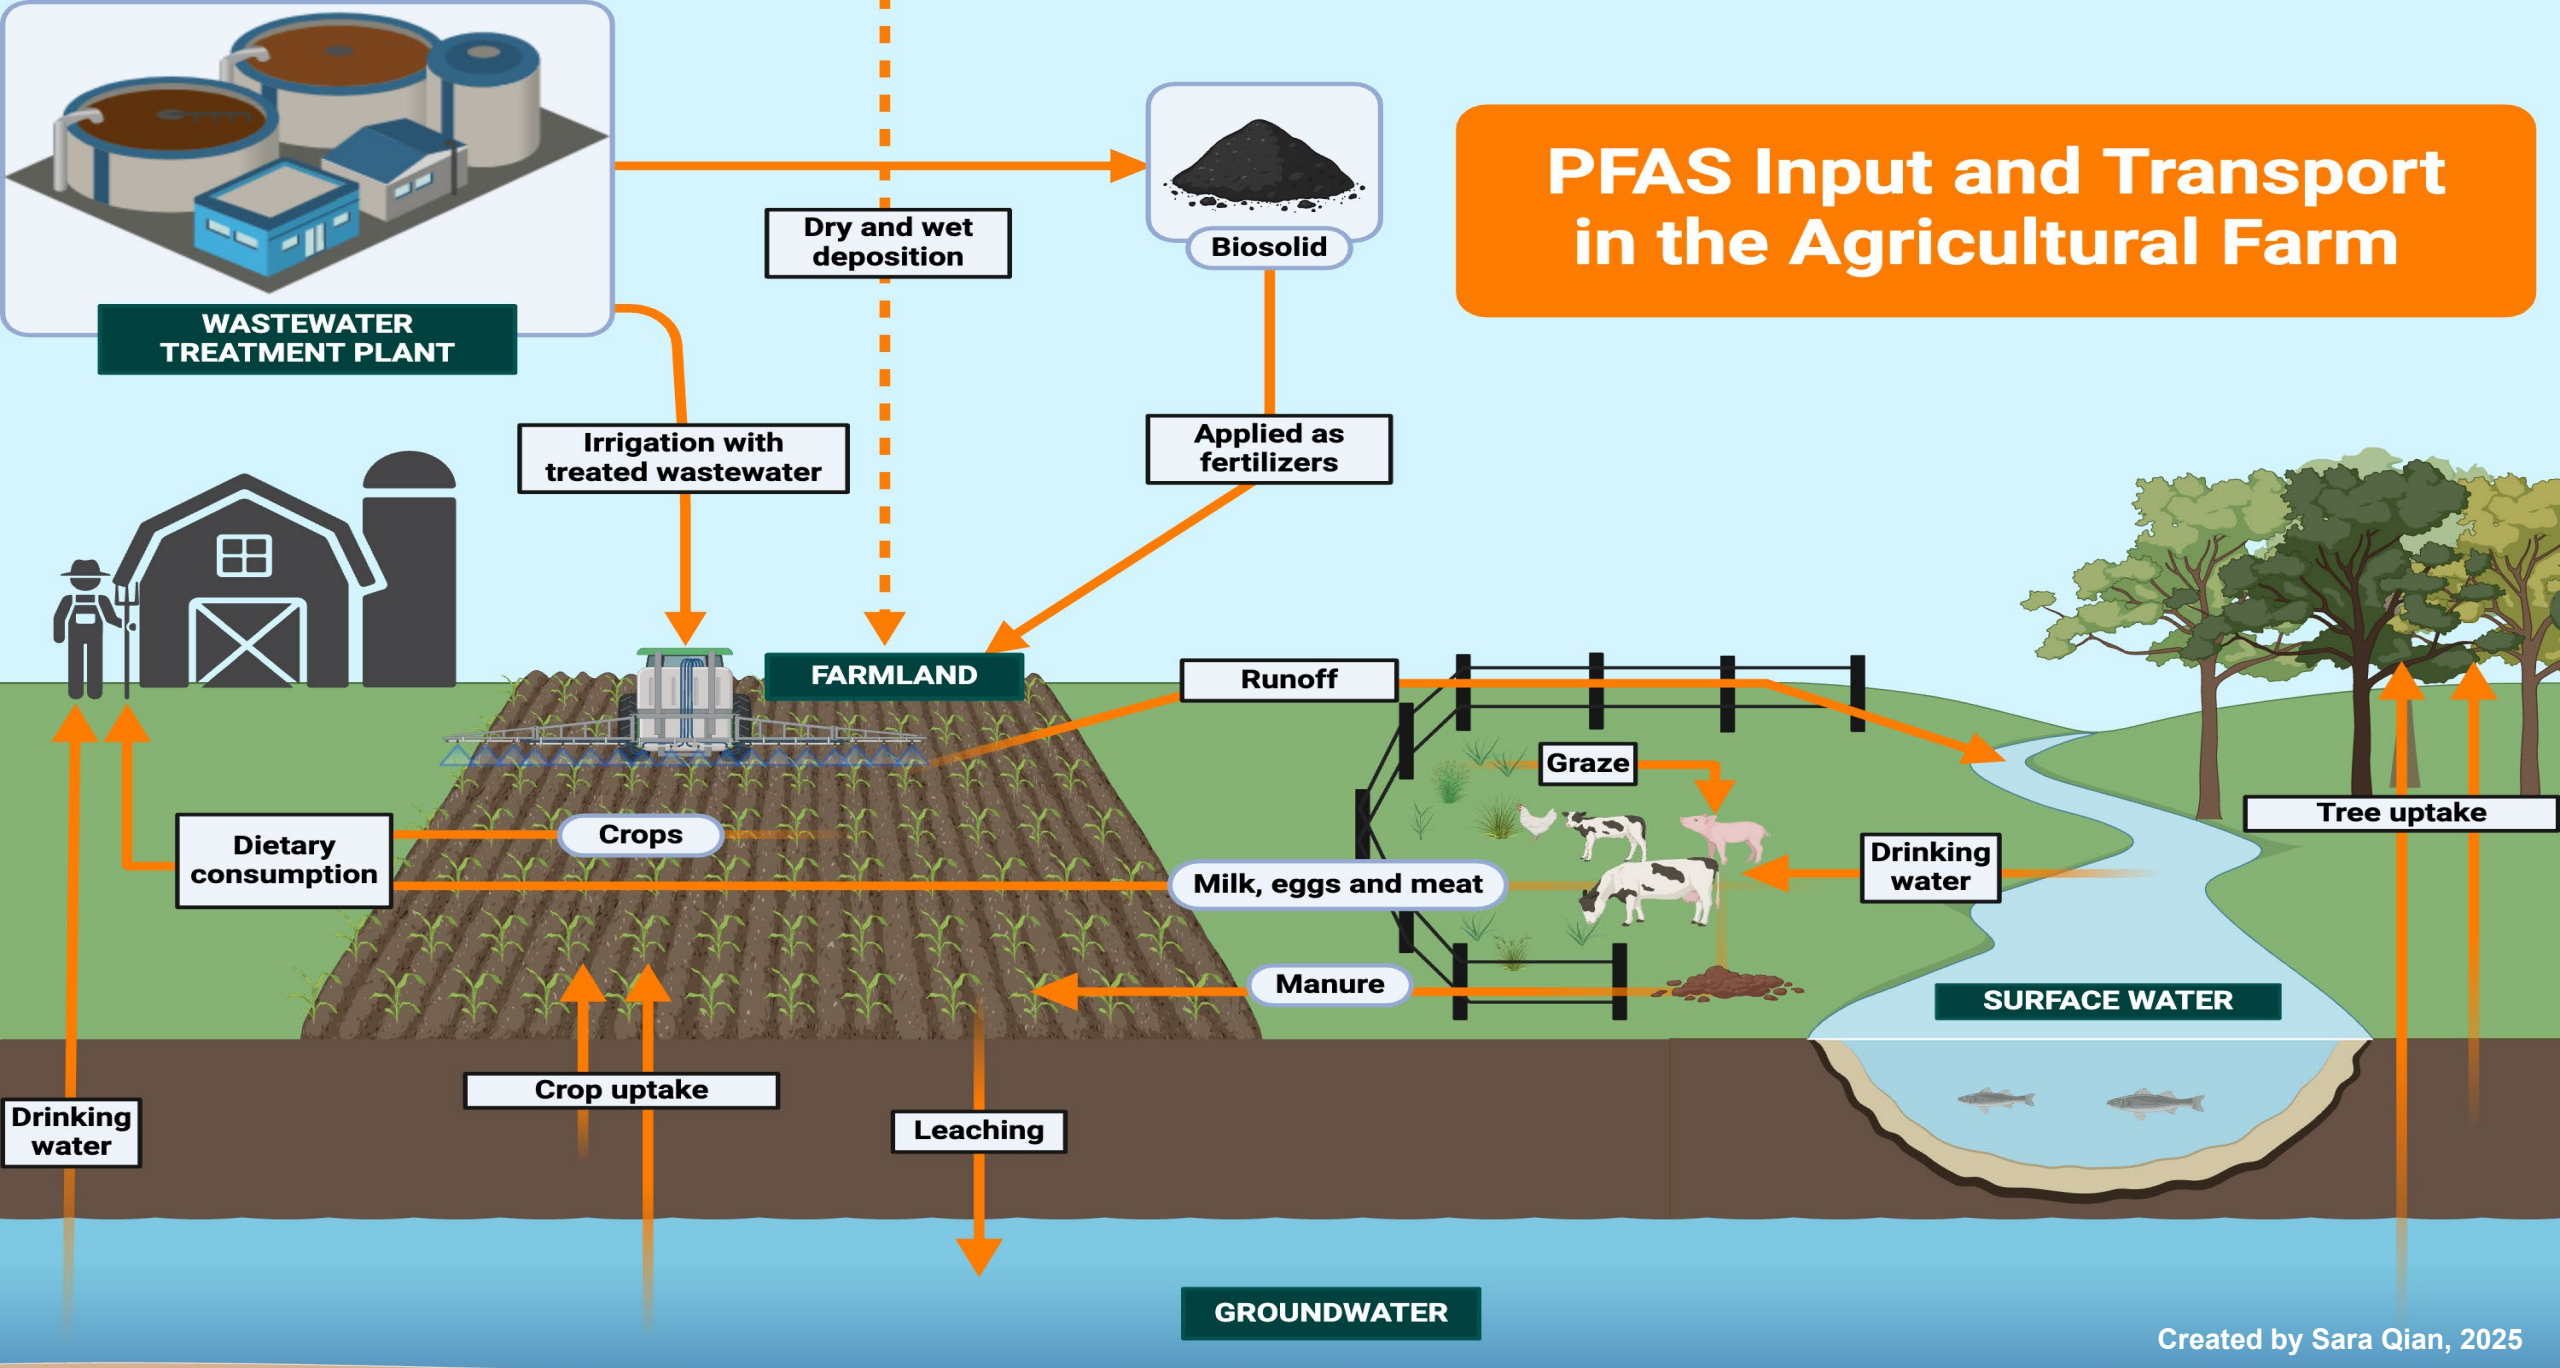 PFAS Input and Transport
in the Agricultural Farm
WASTEWATER
TREATMENT PLANT
Dry and wet
deposition
Biosolid
Irrigation with
treated wastewater
Applied as
fertilizers
FARMLAND
Runoff
Graze
Dietary
consumption
Crops
Milk, eggs and meat
Drinking
water
Tree uptake
Manure
SURFACE WATER
Drinking
water
Crop uptake
Leaching
GROUNDWATER
Created by Sara Qian, 2025